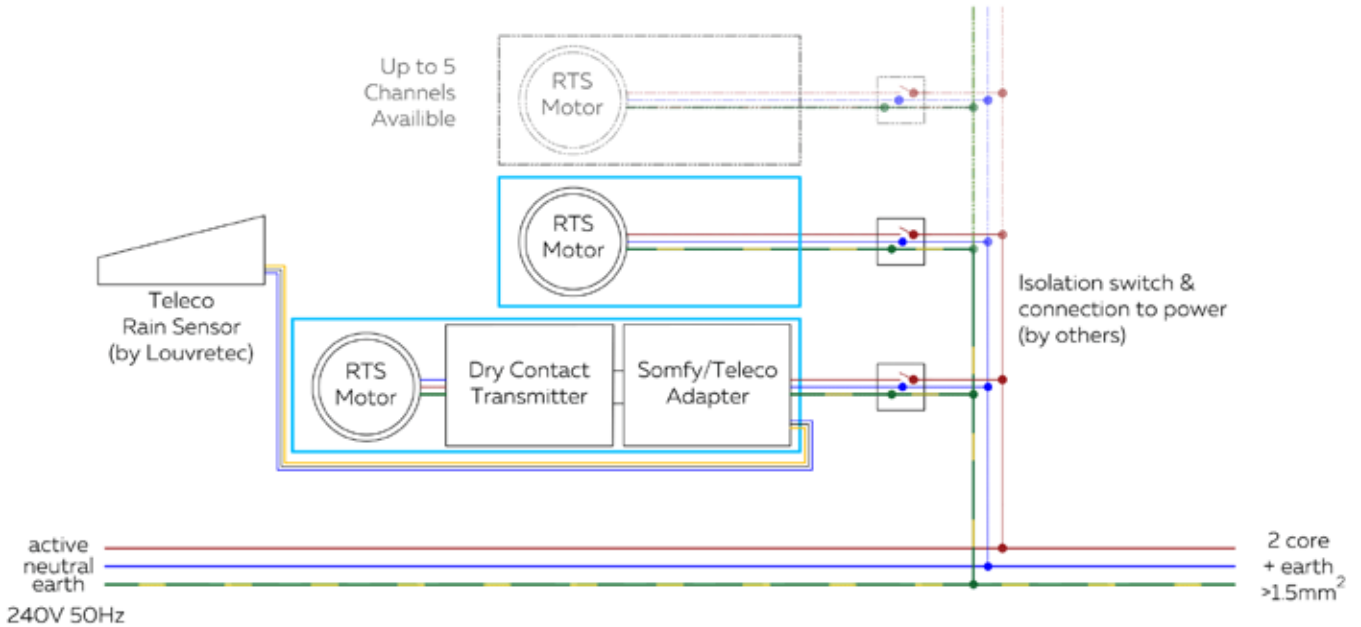 Up to 5
Channels
Availible
RTS
Motor
RTS
Motor
Teleco
Rain Sensor
(by Louvretec)
Isolation switch &
connection to power
(by others)
RTS
Motor
Dry Contact
Transmitter
Somfy/Teleco
Adapter
active
neutral
earth
240V 50Hz
2 core
+ earth
>1.5mm²